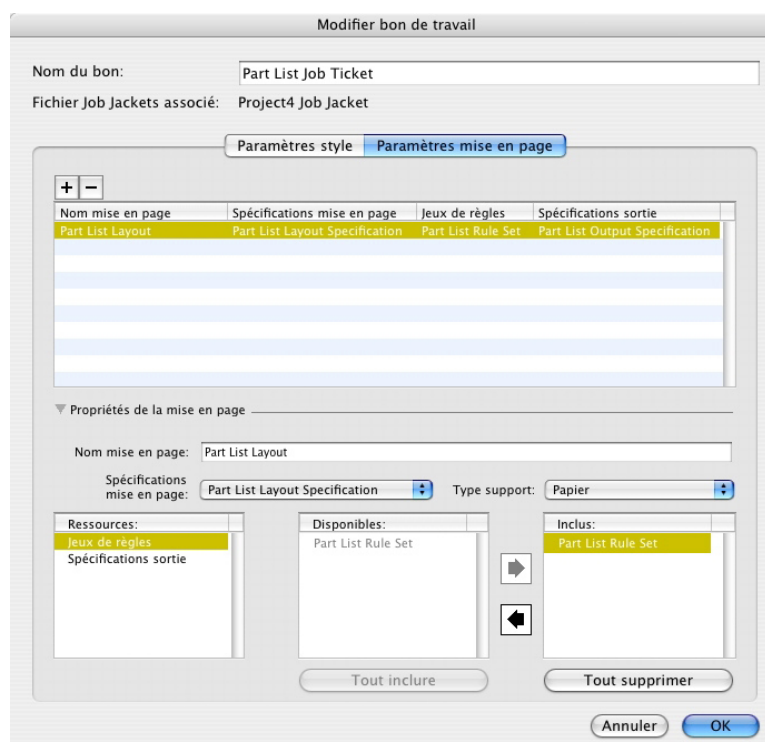 Modifier bon de travail
Nom du bon: Part List Job Ticket
Fichier Job Jackets associé: Project4 Job Jacket
Paramètres style Paramètres mise en page
+ −
Nom mise en page Spécifications mise en page Jeux de règles Spécifications sortie
Part List Layout Part List Layout Specification Part List Rule Set Part List Output Specification
Propriétés de la mise en page
Nom mise en page: Part List Layout
Spécifications
mise en page: Part List Layout Specification Type support: Papier
Ressources: Disponibles: Inclus:
Jeux de règles Part List Rule Set Part List Rule Set
Spécifications sortie
Tout inclure Tout supprimer
Annuler OK